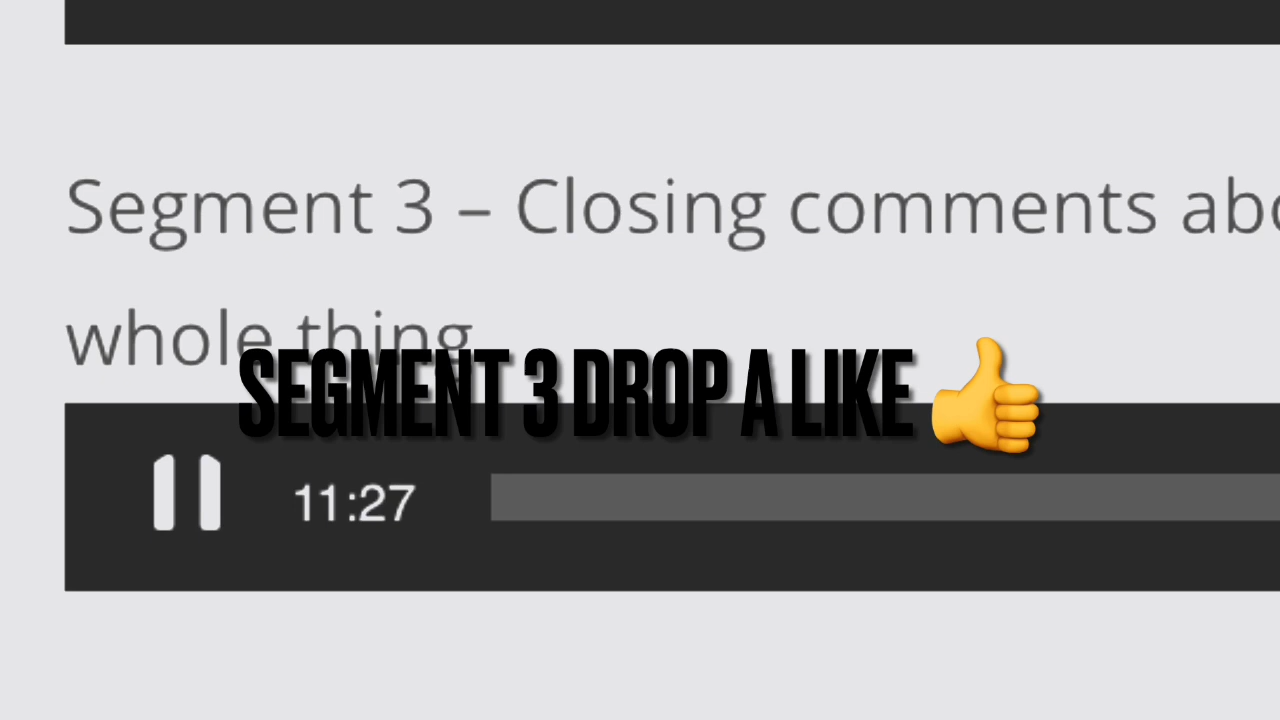 Segment 3 – Closing comments abo
whole thing
SEGMENT 3 DROP A LIKE 👍
11:27